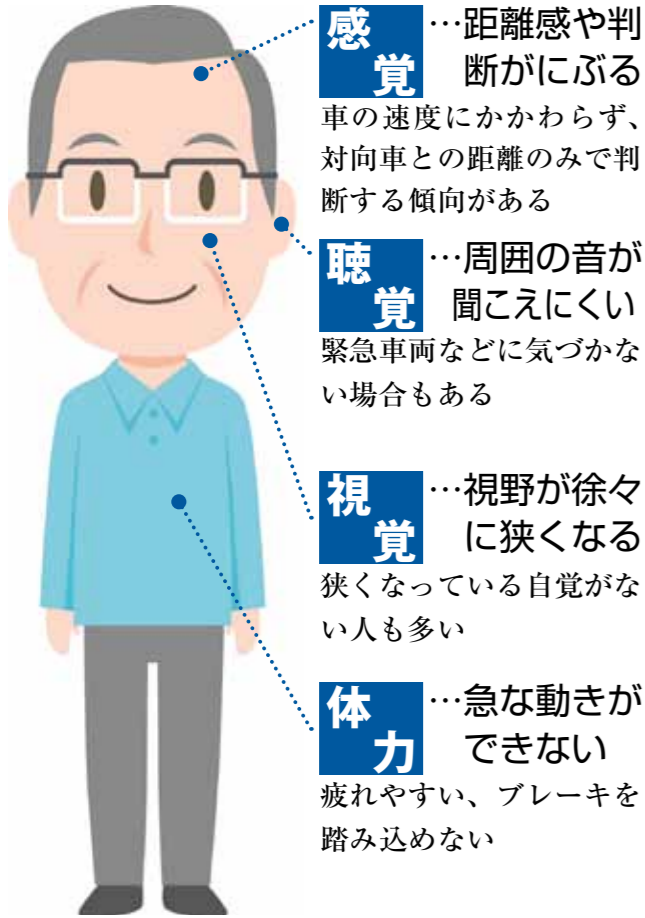 感覚…距離感や判
断がにぶる
車の速度にかかわらず、
対向車との距離のみで判
断する傾向がある
聴覚…周囲の音が
聞こえにくい
緊急車両などに気づかな
い場合もある
視覚…視野が徐々
に狭くなる
狭くなっている自覚がな
い人も多い
体力…急な動きが
できない
疲れやすい、ブレーキを
踏み込めない